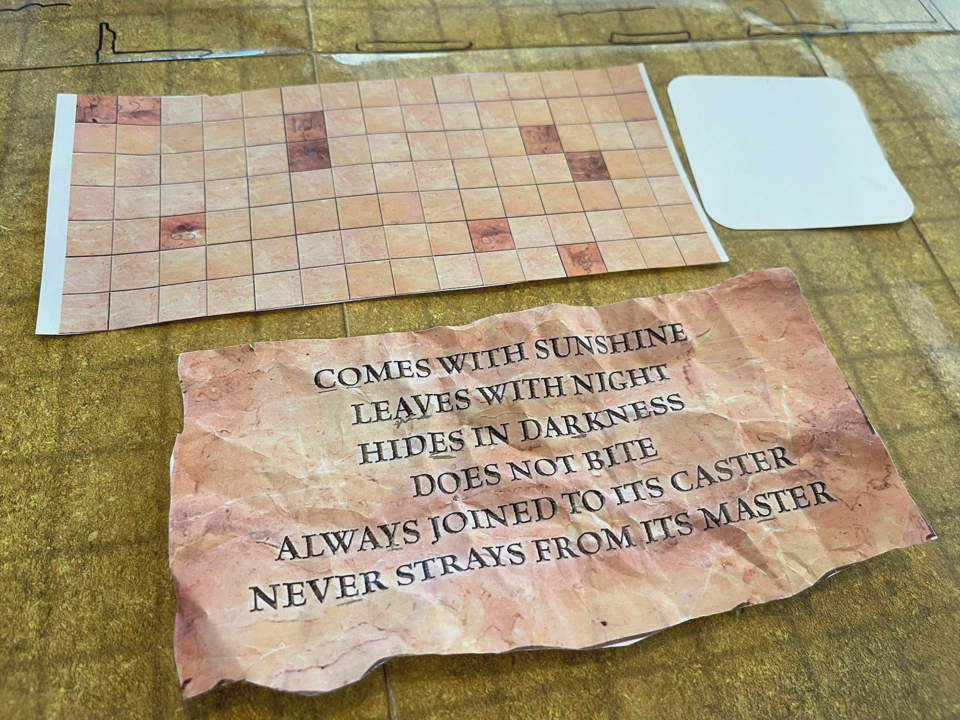 COMES WITH SUNSHINE
LEAVES WITH NIGHT
HIDES IN DARKNESS
DOES NOT BITE
ALWAYS JOINED TO ITS CASTER
NEVER STRAYS FROM ITS MASTER